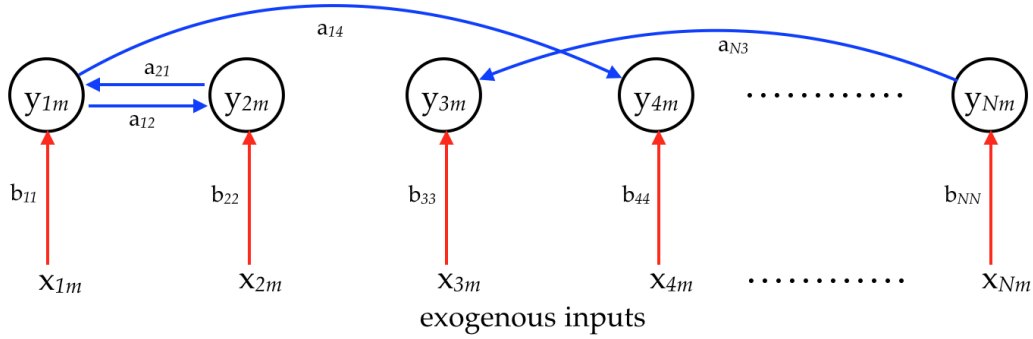 a14
aN3
a21
y1m y2m y3m y4m ............ yNm
a12
b11 b22 b33 b44 bNN
x1m x2m x3m x4m ............ xNm
exogenous inputs